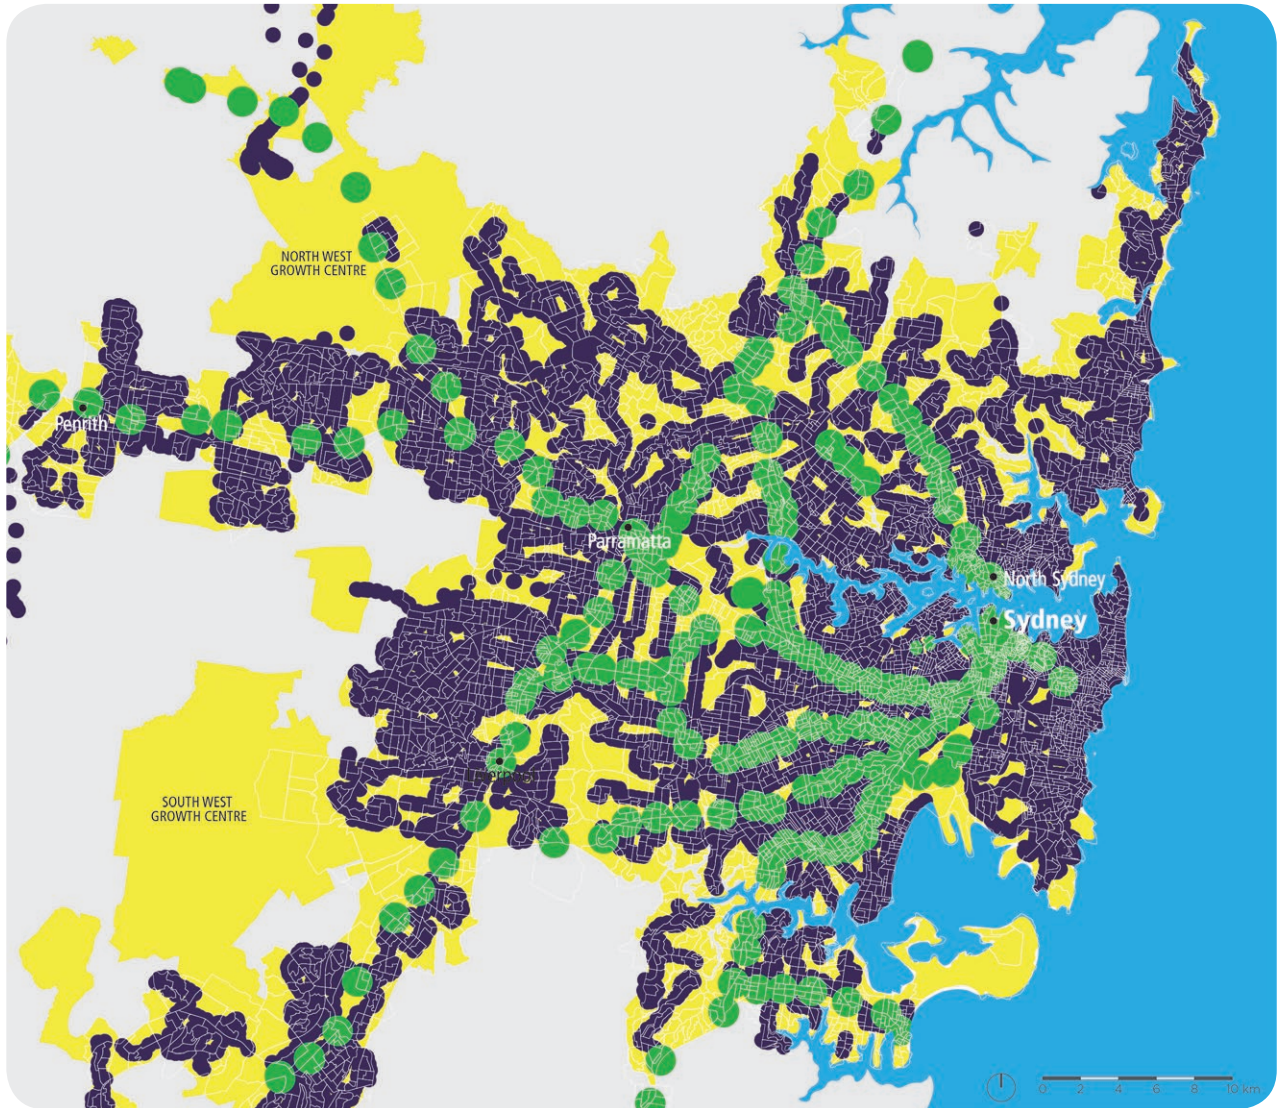 NORTH WEST
GROWTH CENTRE
Penrith
Parramatta
North Sydney
Sydney
Liverpool
SOUTH WEST
GROWTH CENTRE
0 2 4 6 8 10 km